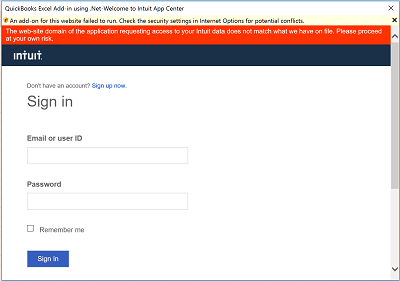 QuickBooks Excel Add-in using .Net-Welcome to Intuit App Center
An add-on for this website failed to run. Check the security settings in Internet Options for potential conflicts.
The web-site domain of the application requesting access to your Intuit data does not match what we have on file. Please proceed
at your own risk.
intuit
Don't have an account? Sign up now.
Sign in
Email or user ID
Password
Remember me
Sign In